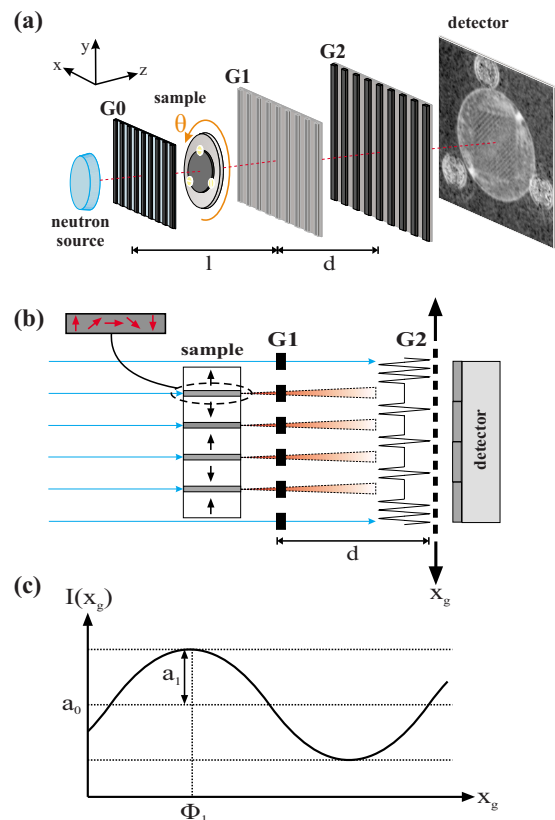 (a)
detector
y
x
z
G2
G1
sample
G0
θ
neutron
source
l
d
(b)
sample
G1
G2
detector
d
x_g
(c)
I(x_g)
a_1
a_0
Φ_1
x_g